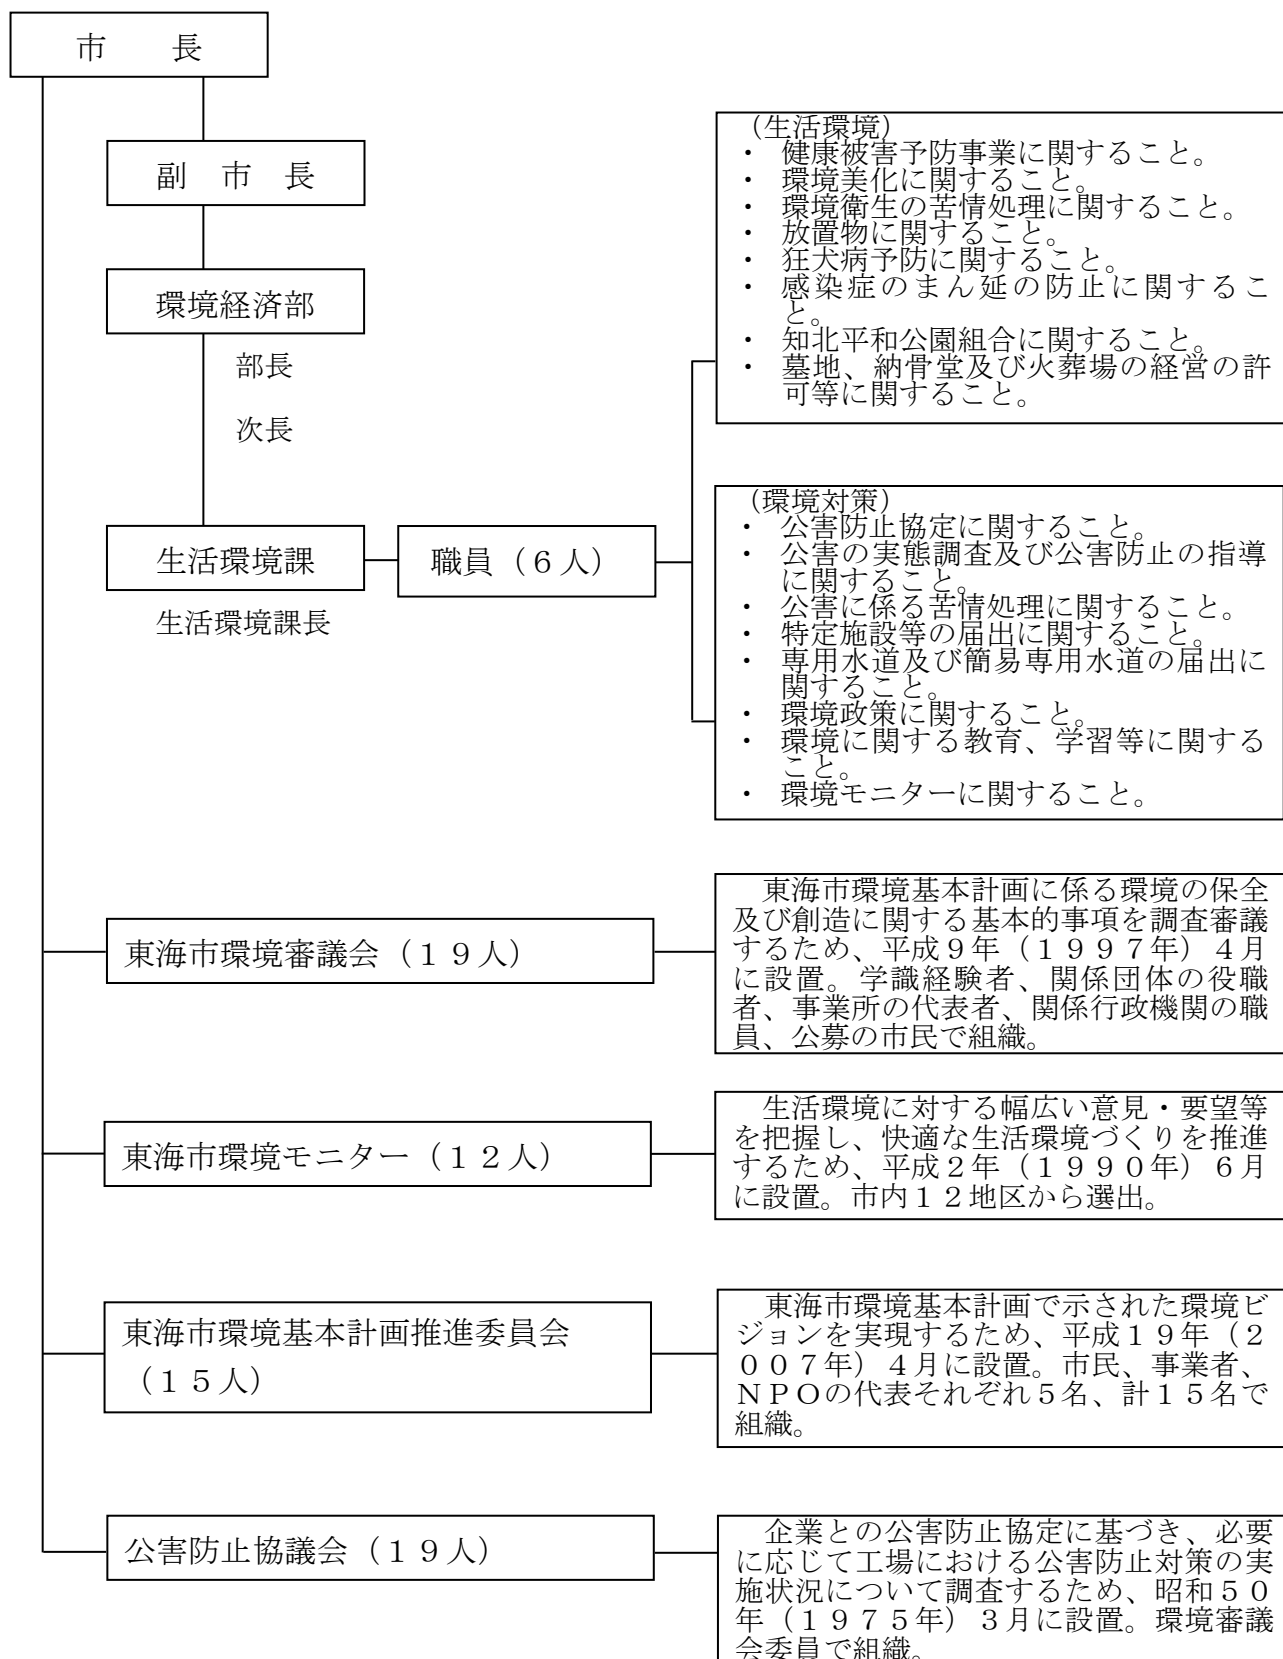 市　　長
副　市　長
環境経済部
部長
次長
生活環境課
生活環境課長
職員（６人）
（生活環境）
・　健康被害予防事業に関すること。
・　環境美化に関すること。
・　環境衛生の苦情処理に関すること。
・　放置物に関すること。
・　狂犬病予防に関すること。
・　感染症のまん延の防止に関するこ
と。
・　知北平和公園組合に関すること。
・　墓地、納骨堂及び火葬場の経営の許
可等に関すること。
（環境対策）
・　公害防止協定に関すること。
・　公害の実態調査及び公害防止の指導
に関すること。
・　公害に係る苦情処理に関すること。
・　特定施設等の届出に関すること。
・　専用水道及び簡易専用水道の届出に
関すること。
・　環境政策に関すること。
・　環境に関する教育、学習等に関する
こと。
・　環境モニターに関すること。
東海市環境審議会（１９人）
東海市環境基本計画に係る環境の保全
及び創造に関する基本的事項を調査審議
するため、平成９年（１９９７年）４月
に設置。学識経験者、関係団体の役職
者、事業所の代表者、関係行政機関の職
員、公募の市民で組織。
東海市環境モニター（１２人）
生活環境に対する幅広い意見・要望等
を把握し、快適な生活環境づくりを推進
するため、平成２年（１９９０年）６月
に設置。市内１２地区から選出。
東海市環境基本計画推進委員会
（１５人）
東海市環境基本計画で示された環境ビ
ジョンを実現するため、平成１９年（２
００７年）４月に設置。市民、事業者、
ＮＰＯの代表それぞれ５名、計１５名で
組織。
公害防止協議会（１９人）
企業との公害防止協定に基づき、必要
に応じて工場における公害防止対策の実
施状況について調査するため、昭和５０
年（１９７５年）３月に設置。環境審議
会委員で組織。